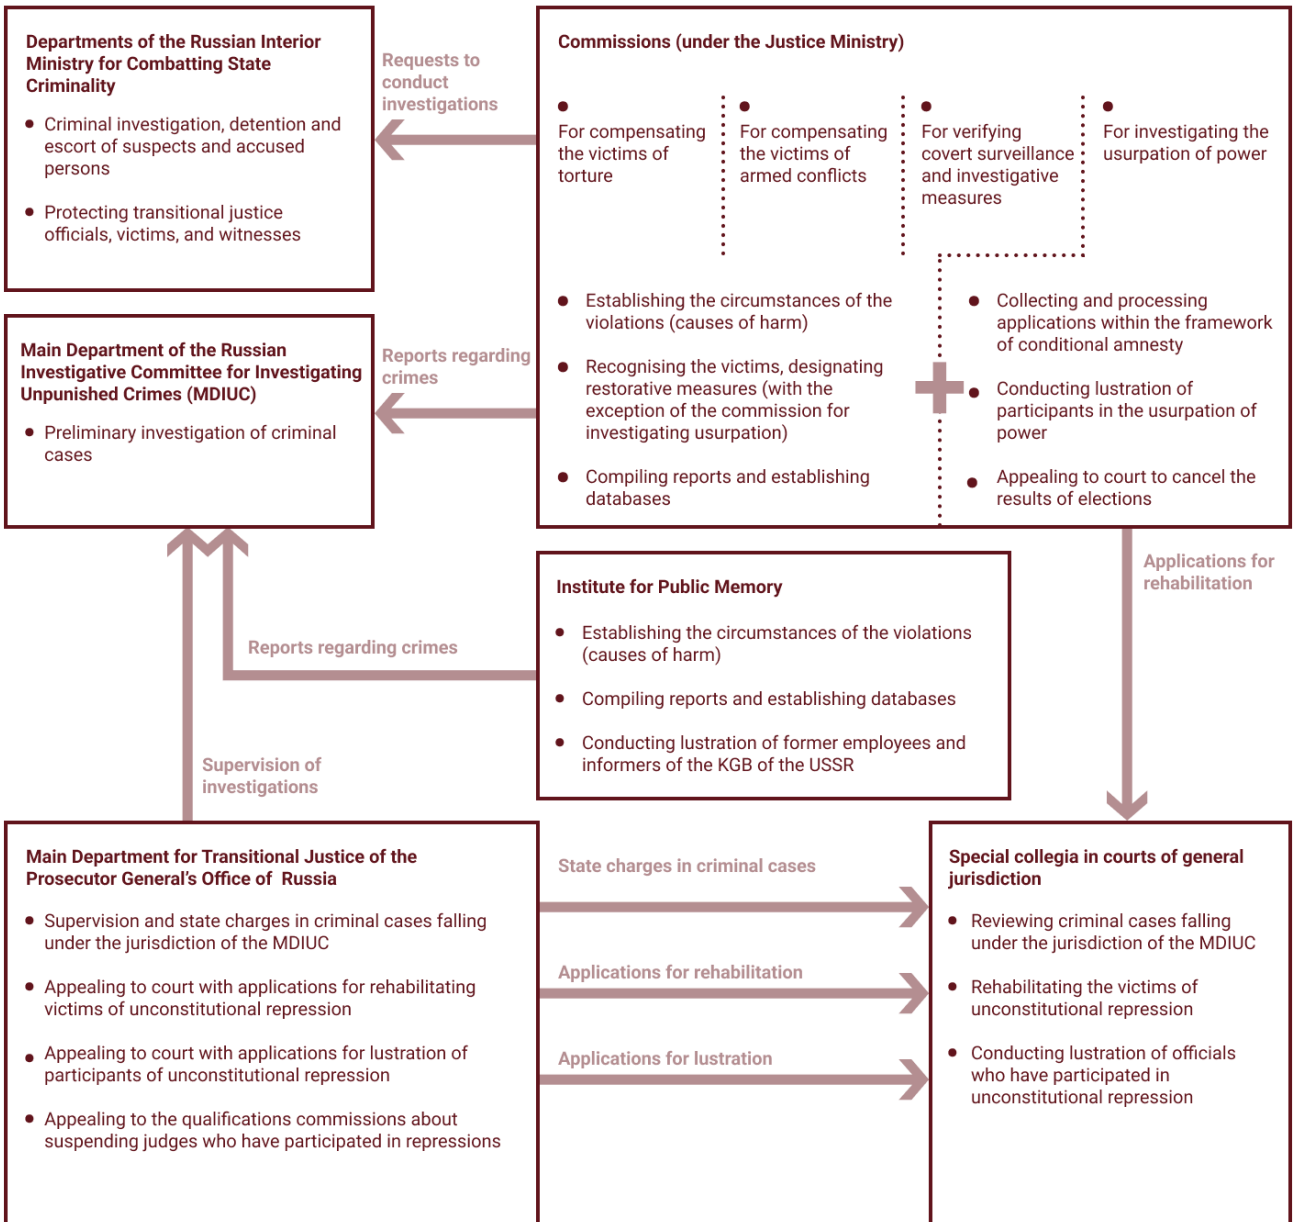 Departments of the Russian Interior
Ministry for Combatting State
Criminality
Criminal investigation, detention and
escort of suspects and accused
persons
Protecting transitional justice
officials, victims, and witnesses
Requests to
conduct
investigations
Commissions (under the Justice Ministry)
For compensating
the victims of
torture
For compensating
the victims of
armed conflicts
For verifying
covert surveillance
and investigative
measures
For investigating the
usurpation of power
Establishing the circumstances of the
violations (causes of harm)
Recognising the victims, designating
restorative measures (with the
exception of the commission for
investigating usurpation)
Compiling reports and establishing
databases
Collecting and processing
applications within the framework
of conditional amnesty
Conducting lustration of
participants in the usurpation of
power
Appealing to court to cancel the
results of elections
Main Department of the Russian
Investigative Committee for Investigating
Unpunished Crimes (MDIUC)
Preliminary investigation of criminal
cases
Reports regarding
crimes
Applications for
rehabilitation
Institute for Public Memory
Establishing the circumstances of the violations
(causes of harm)
Compiling reports and establishing databases
Conducting lustration of former employees and
informers of the KGB of the USSR
Reports regarding crimes
Supervision of
investigations
Main Department for Transitional Justice of the
Prosecutor General’s Office of Russia
Supervision and state charges in criminal cases falling
under the jurisdiction of the MDIUC
Appealing to court with applications for rehabilitating
victims of unconstitutional repression
Appealing to court with applications for lustration of
participants of unconstitutional repression
Appealing to the qualifications commissions about
suspending judges who have participated in repressions
State charges in criminal cases
Applications for rehabilitation
Applications for lustration
Special collegia in courts of general
jurisdiction
Reviewing criminal cases falling
under the jurisdiction of the MDIUC
Rehabilitating the victims of
unconstitutional repression
Conducting lustration of officials
who have participated in
unconstitutional repression